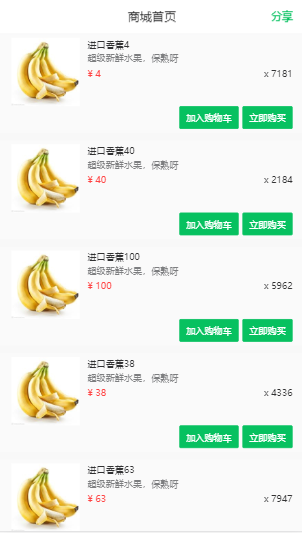 商城首页 分享
进口香蕉4
超级新鲜水果，保熟呀
¥ 4 x 7181
加入购物车 立即购买
进口香蕉40
超级新鲜水果，保熟呀
¥ 40 x 2184
加入购物车 立即购买
进口香蕉100
超级新鲜水果，保熟呀
¥ 100 x 5962
加入购物车 立即购买
进口香蕉38
超级新鲜水果，保熟呀
¥ 38 x 4336
加入购物车 立即购买
进口香蕉63
超级新鲜水果，保熟呀
¥ 63 x 7947